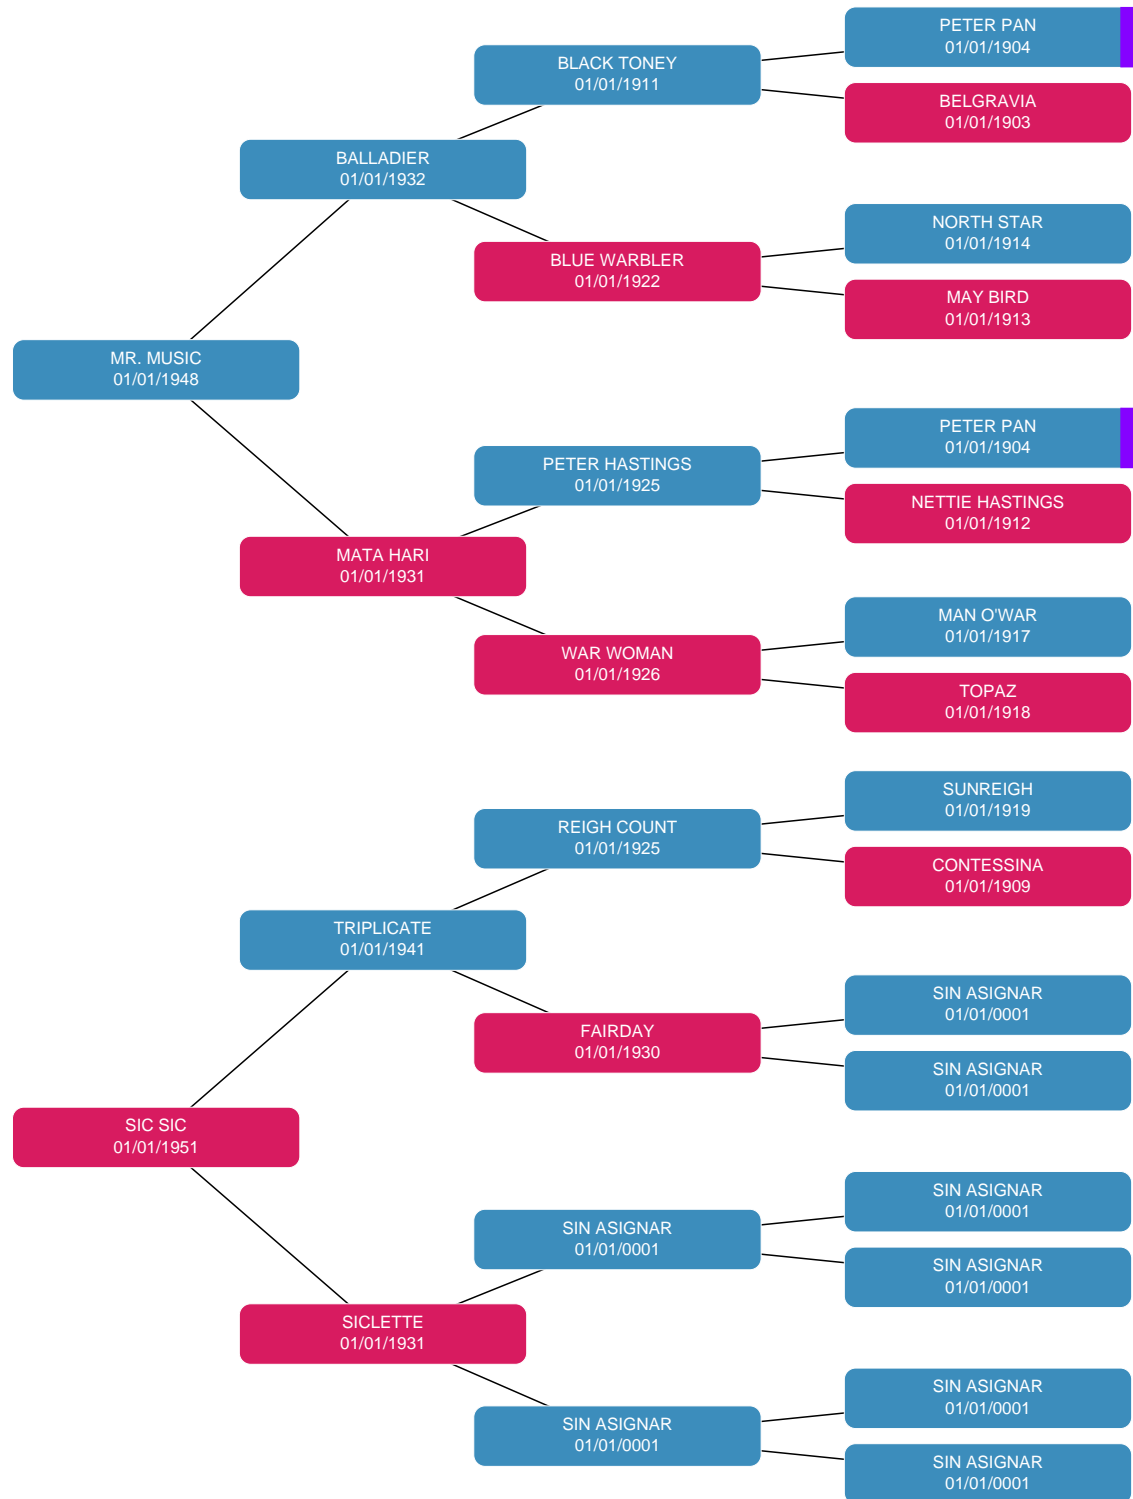 PETER PAN
01/01/1904
BLACK TONEY
01/01/1911
BELGRAVIA
01/01/1903
BALLADIER
01/01/1932
NORTH STAR
01/01/1914
BLUE WARBLER
01/01/1922
MAY BIRD
01/01/1913
MR. MUSIC
01/01/1948
PETER PAN
01/01/1904
PETER HASTINGS
01/01/1925
NETTIE HASTINGS
01/01/1912
MATA HARI
01/01/1931
MAN O'WAR
01/01/1917
WAR WOMAN
01/01/1926
TOPAZ
01/01/1918
SUNREIGH
01/01/1919
REIGH COUNT
01/01/1925
CONTESSINA
01/01/1909
TRIPLICATE
01/01/1941
SIN ASIGNAR
01/01/0001
FAIRDAY
01/01/1930
SIN ASIGNAR
01/01/0001
SIC SIC
01/01/1951
SIN ASIGNAR
01/01/0001
SIN ASIGNAR
01/01/0001
SIN ASIGNAR
01/01/0001
SICLETTE
01/01/1931
SIN ASIGNAR
01/01/0001
SIN ASIGNAR
01/01/0001
SIN ASIGNAR
01/01/0001